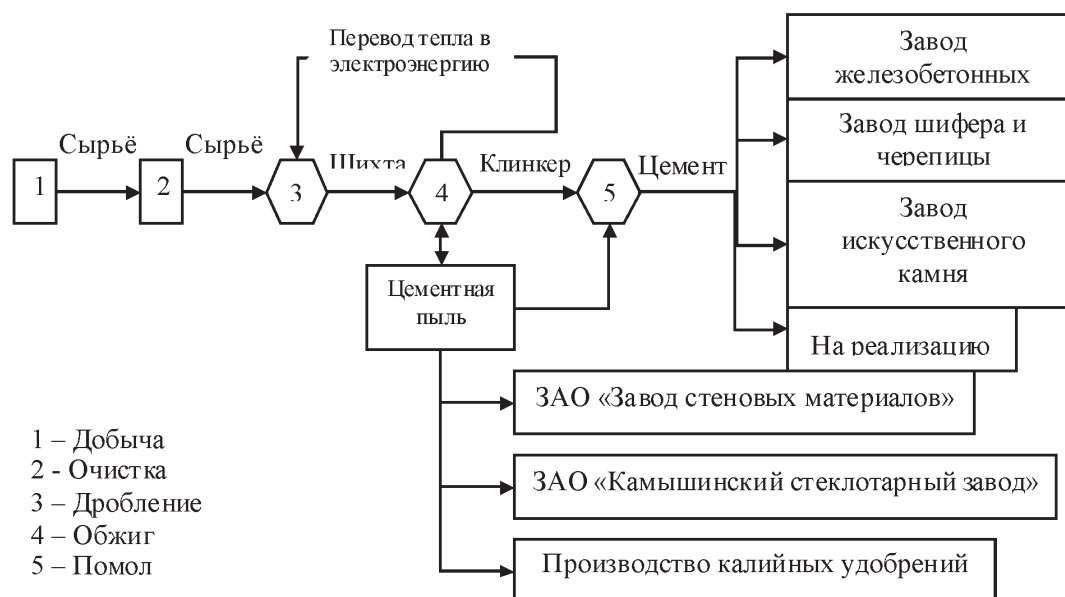 Перевод тепла в
электроэнергию
Завод
железобетонных
Сырьё
Сырьё
Шихта
Клинкер
Цемент
Завод шифера и
черепицы
1
2
3
4
5
Завод
искусственного
камня
Цементная
пыль
На реализацию
ЗАО «Завод стеновых материалов»
1 – Добыча
2 - Очистка
3 – Дробление
4 – Обжиг
5 – Помол
ЗАО «Камышинский стеклотарный завод»
Производство калийных удобрений